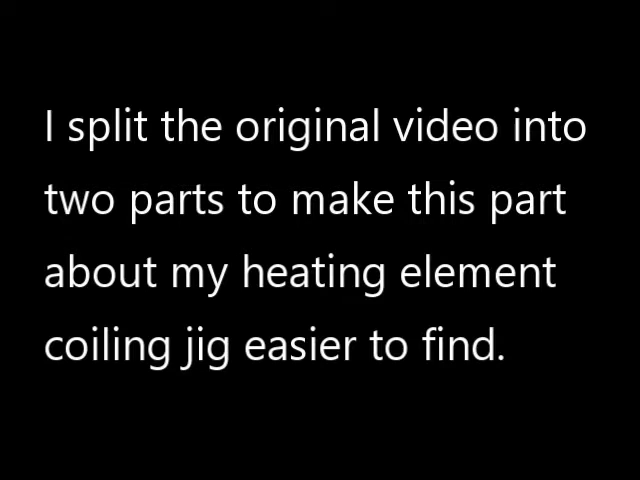 I split the original video into
two parts to make this part
about my heating element
coiling jig easier to find.